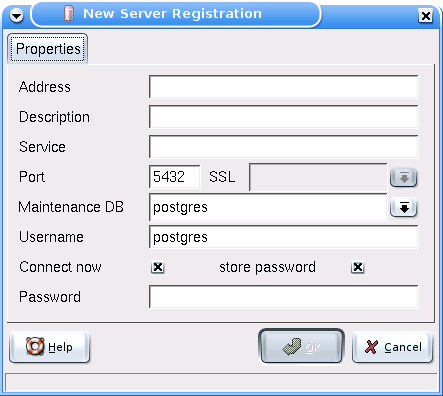 New Server Registration
Properties
Address
Description
Service
Port 5432 SSL
Maintenance DB postgres
Username postgres
Connect now store password
Password
Help OK Cancel